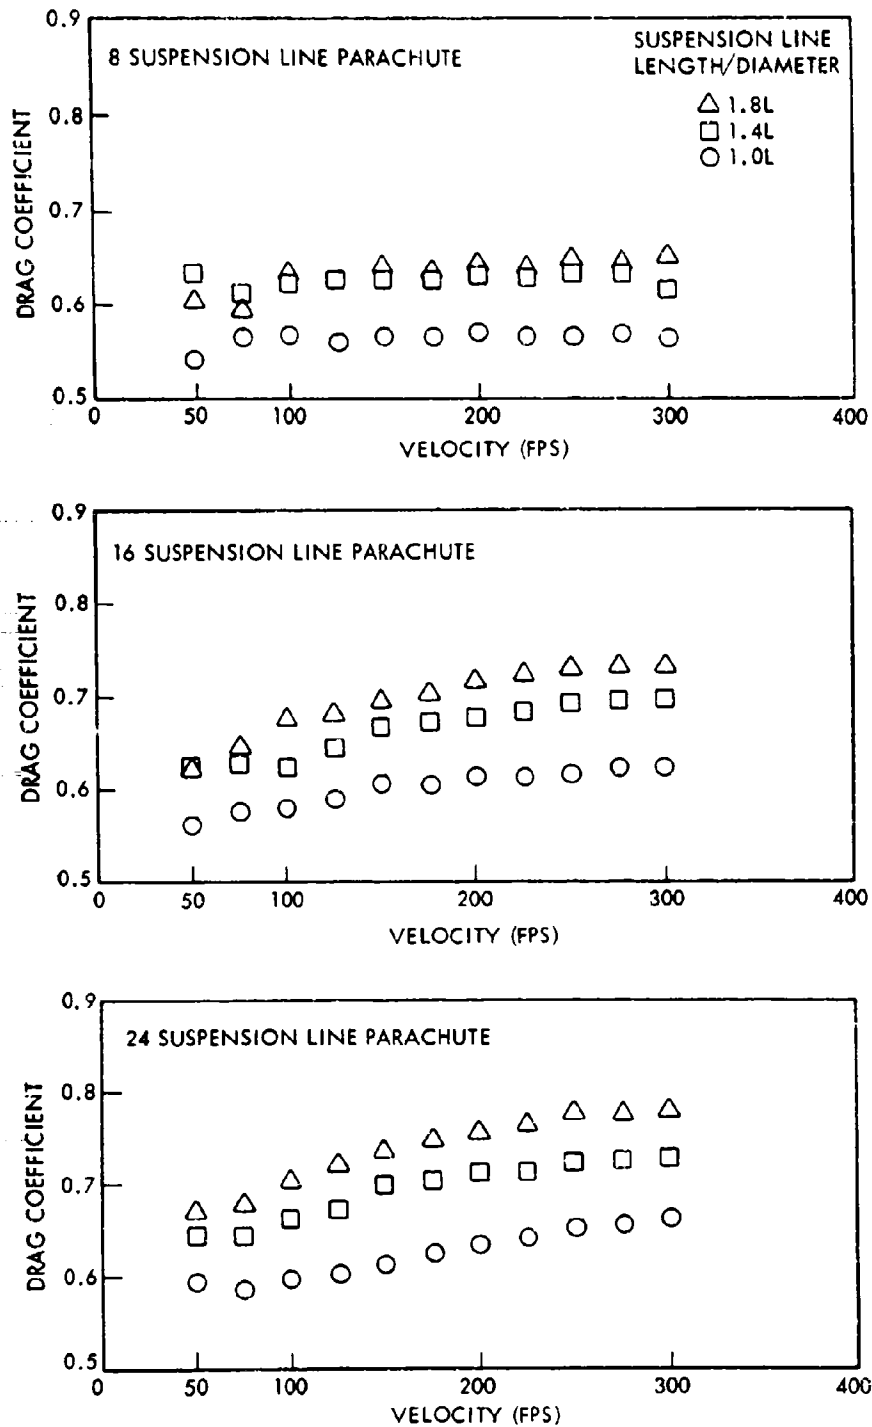 0.9
8 SUSPENSION LINE PARACHUTE
SUSPENSION LINE
LENGTH/DIAMETER
1.8L
1.4L
1.0L
0.8
0.7
0.6
0.5
DRAG COEFFICIENT
0 50 100 200 300 400
VELOCITY (FPS)
0.9
16 SUSPENSION LINE PARACHUTE
0.8
0.7
0.6
0.5
DRAG COEFFICIENT
0 50 100 200 300 400
VELOCITY (FPS)
0.9
24 SUSPENSION LINE PARACHUTE
0.8
0.7
0.6
0.5
DRAG COEFFICIENT
0 50 100 200 300 400
VELOCITY (FPS)